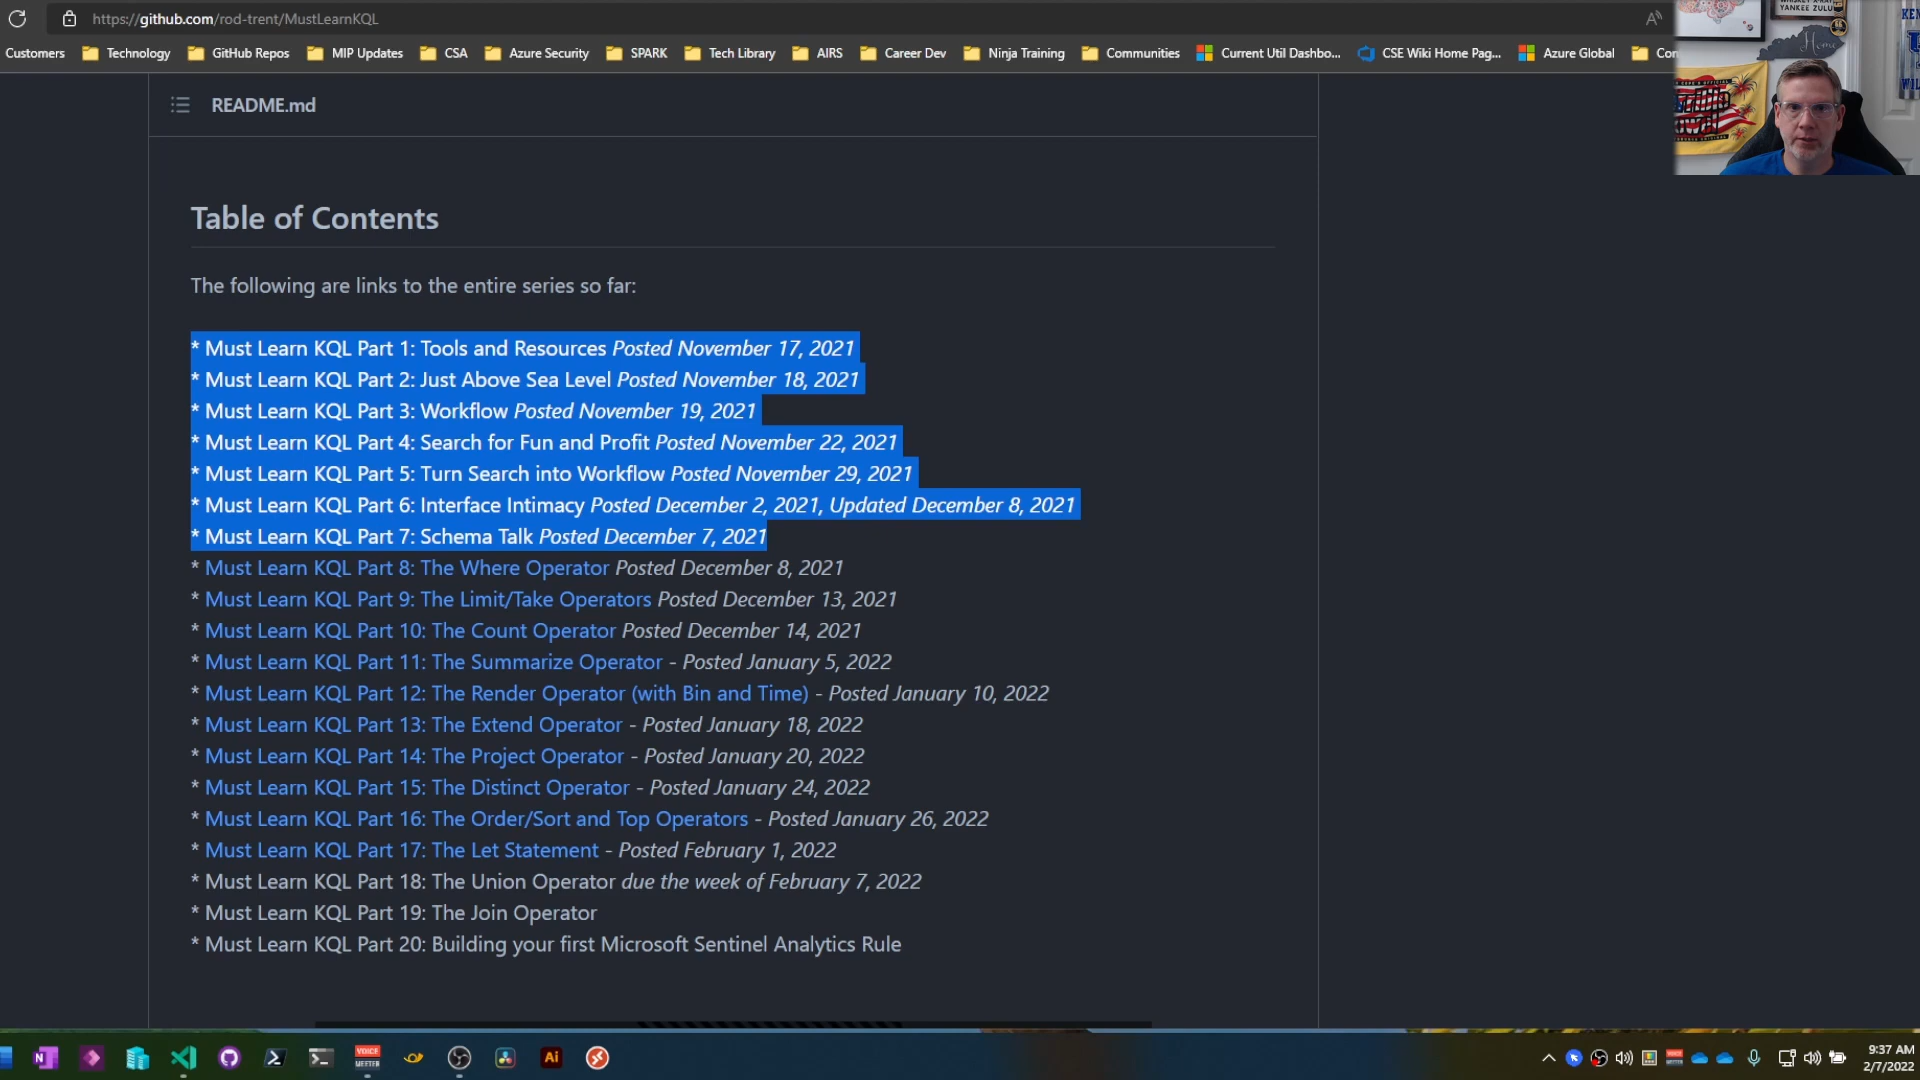 https://github.com/rod-trent/MustLearnKQL
Customers Technology GitHub Repos MIP Updates CSA Azure Security SPARK Tech Library AIRS Career Dev Ninja Training Communities Current Util Dashbo... CSE Wiki Home Pag... Azure Global
README.md
Table of Contents
The following are links to the entire series so far:
* Must Learn KQL Part 1: Tools and Resources Posted November 17, 2021
* Must Learn KQL Part 2: Just Above Sea Level Posted November 18, 2021
* Must Learn KQL Part 3: Workflow Posted November 19, 2021
* Must Learn KQL Part 4: Search for Fun and Profit Posted November 22, 2021
* Must Learn KQL Part 5: Turn Search into Workflow Posted November 29, 2021
* Must Learn KQL Part 6: Interface Intimacy Posted December 2, 2021, Updated December 8, 2021
* Must Learn KQL Part 7: Schema Talk Posted December 7, 2021
* Must Learn KQL Part 8: The Where Operator Posted December 8, 2021
* Must Learn KQL Part 9: The Limit/Take Operators Posted December 13, 2021
* Must Learn KQL Part 10: The Count Operator Posted December 14, 2021
* Must Learn KQL Part 11: The Summarize Operator - Posted January 5, 2022
* Must Learn KQL Part 12: The Render Operator (with Bin and Time) - Posted January 10, 2022
* Must Learn KQL Part 13: The Extend Operator - Posted January 18, 2022
* Must Learn KQL Part 14: The Project Operator - Posted January 20, 2022
* Must Learn KQL Part 15: The Distinct Operator - Posted January 24, 2022
* Must Learn KQL Part 16: The Order/Sort and Top Operators - Posted January 26, 2022
* Must Learn KQL Part 17: The Let Statement - Posted February 1, 2022
* Must Learn KQL Part 18: The Union Operator due the week of February 7, 2022
* Must Learn KQL Part 19: The Join Operator
* Must Learn KQL Part 20: Building your first Microsoft Sentinel Analytics Rule
Home
YANKEE ZULU
N
VOICE
MEETER
Ai
9:37 AM
2/7/2022